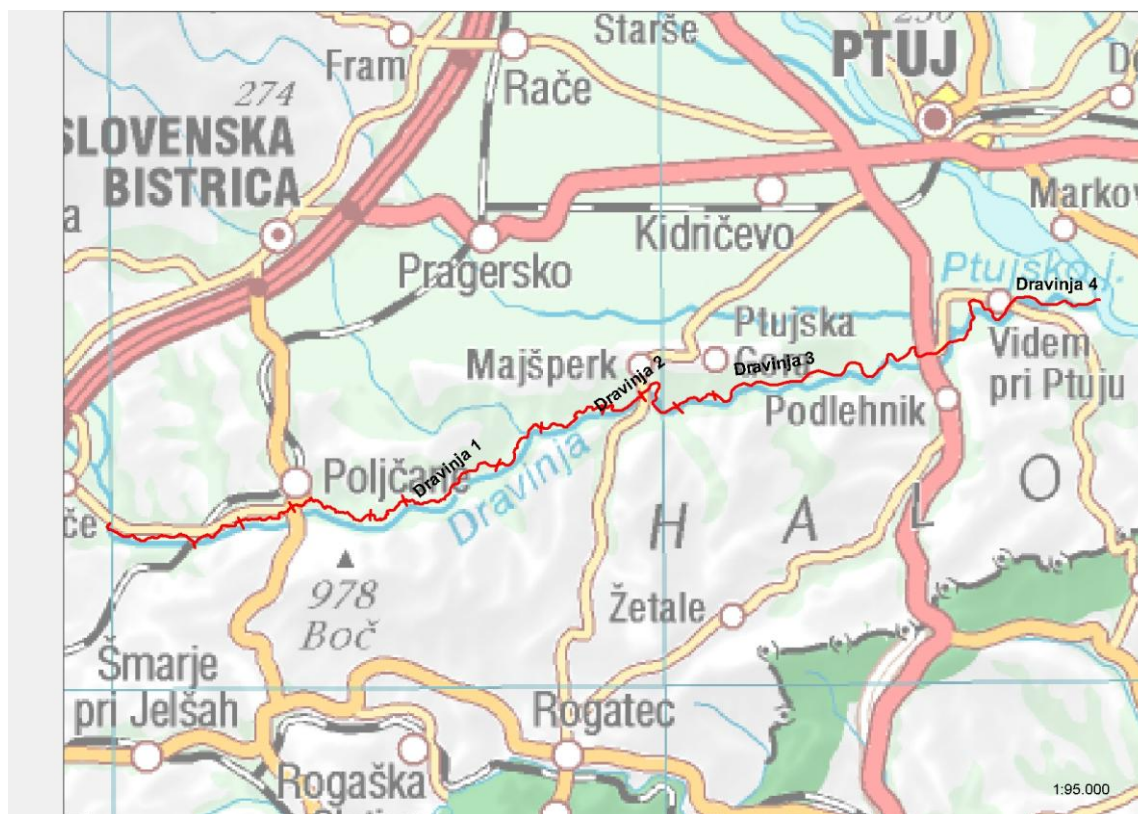 250
Starše
PTUJ
Fram
Rače
274
SLOVENSKA
BISTRICA
Kidričevo
Markov
Pragersko
Ptujsko j.
Dravinja 4
Ptujska
Gora
Videm
pri Ptuju
Majšperk
Dravinja 2
Dravinja 3
Podlehnik
Poljčane
Dravinja 1
Dravinja
če
H A L O
978
Boč
Žetale
Šmarje
pri Jelšah
Rogatec
Rogaška
1:95.000